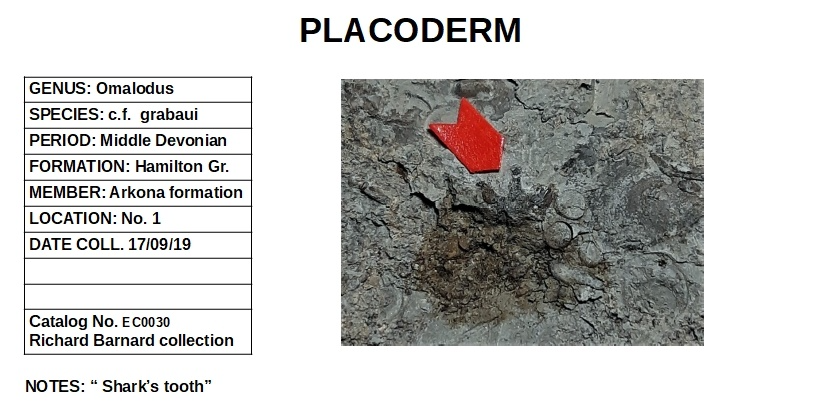 PLACODERM
GENUS: Omalodus
SPECIES: c.f. grabaui
PERIOD: Middle Devonian
FORMATION: Hamilton Gr.
MEMBER: Arkona formation
LOCATION: No. 1
DATE COLL. 17/09/19
Catalog No. EC0030
Richard Barnard collection
NOTES: “ Shark’s tooth”